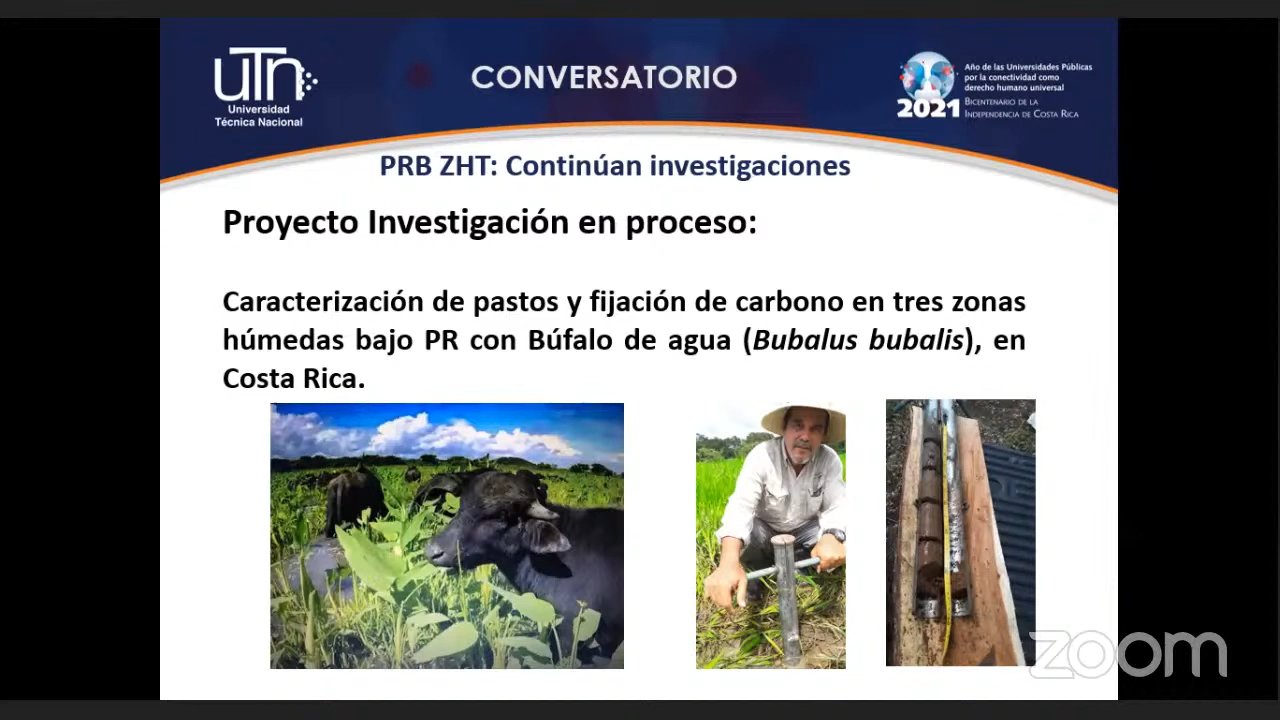 UTN
Universidad
Técnica Nacional
CONVERSATORIO
2021
Año de las Universidades Públicas
por la conectividad como
derecho humano universal
BICENTENARIO DE LA
INDEPENDENCIA DE COSTA RICA
PRB ZHT: Continúan investigaciones
Proyecto Investigación en proceso:
Caracterización de pastos y fijación de carbono en tres zonas
húmedas bajo PR con Búfalo de agua (Bubalus bubalis), en
Costa Rica.
zoom